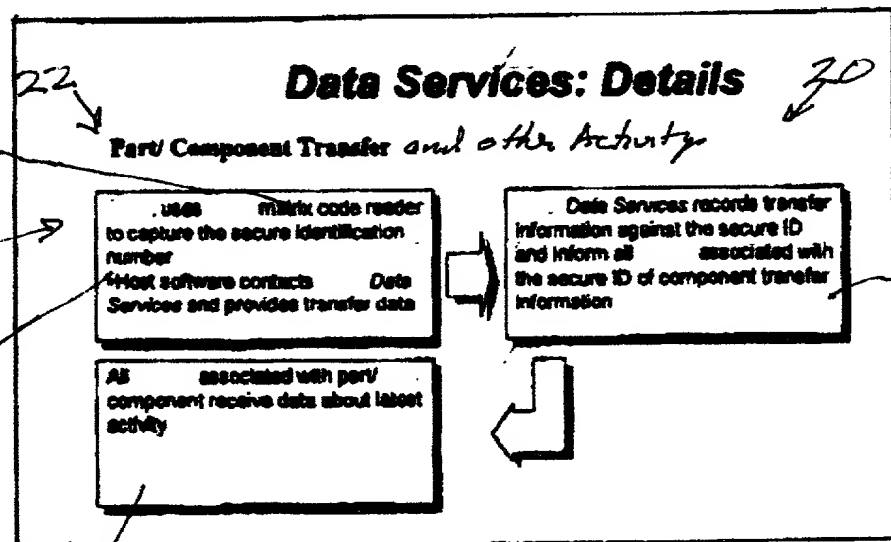 22
Data Services: Details
20
Part/ Component Transfer and other Activity
. uses matrix code reader
to capture the secure identification
number
*Host software contacts Data
Services and provides transfer data
. Data Services records transfer
information against the secure ID
and inform all associated with
the secure ID of component transfer
information
All associated with part/
component receive data about latest
activity